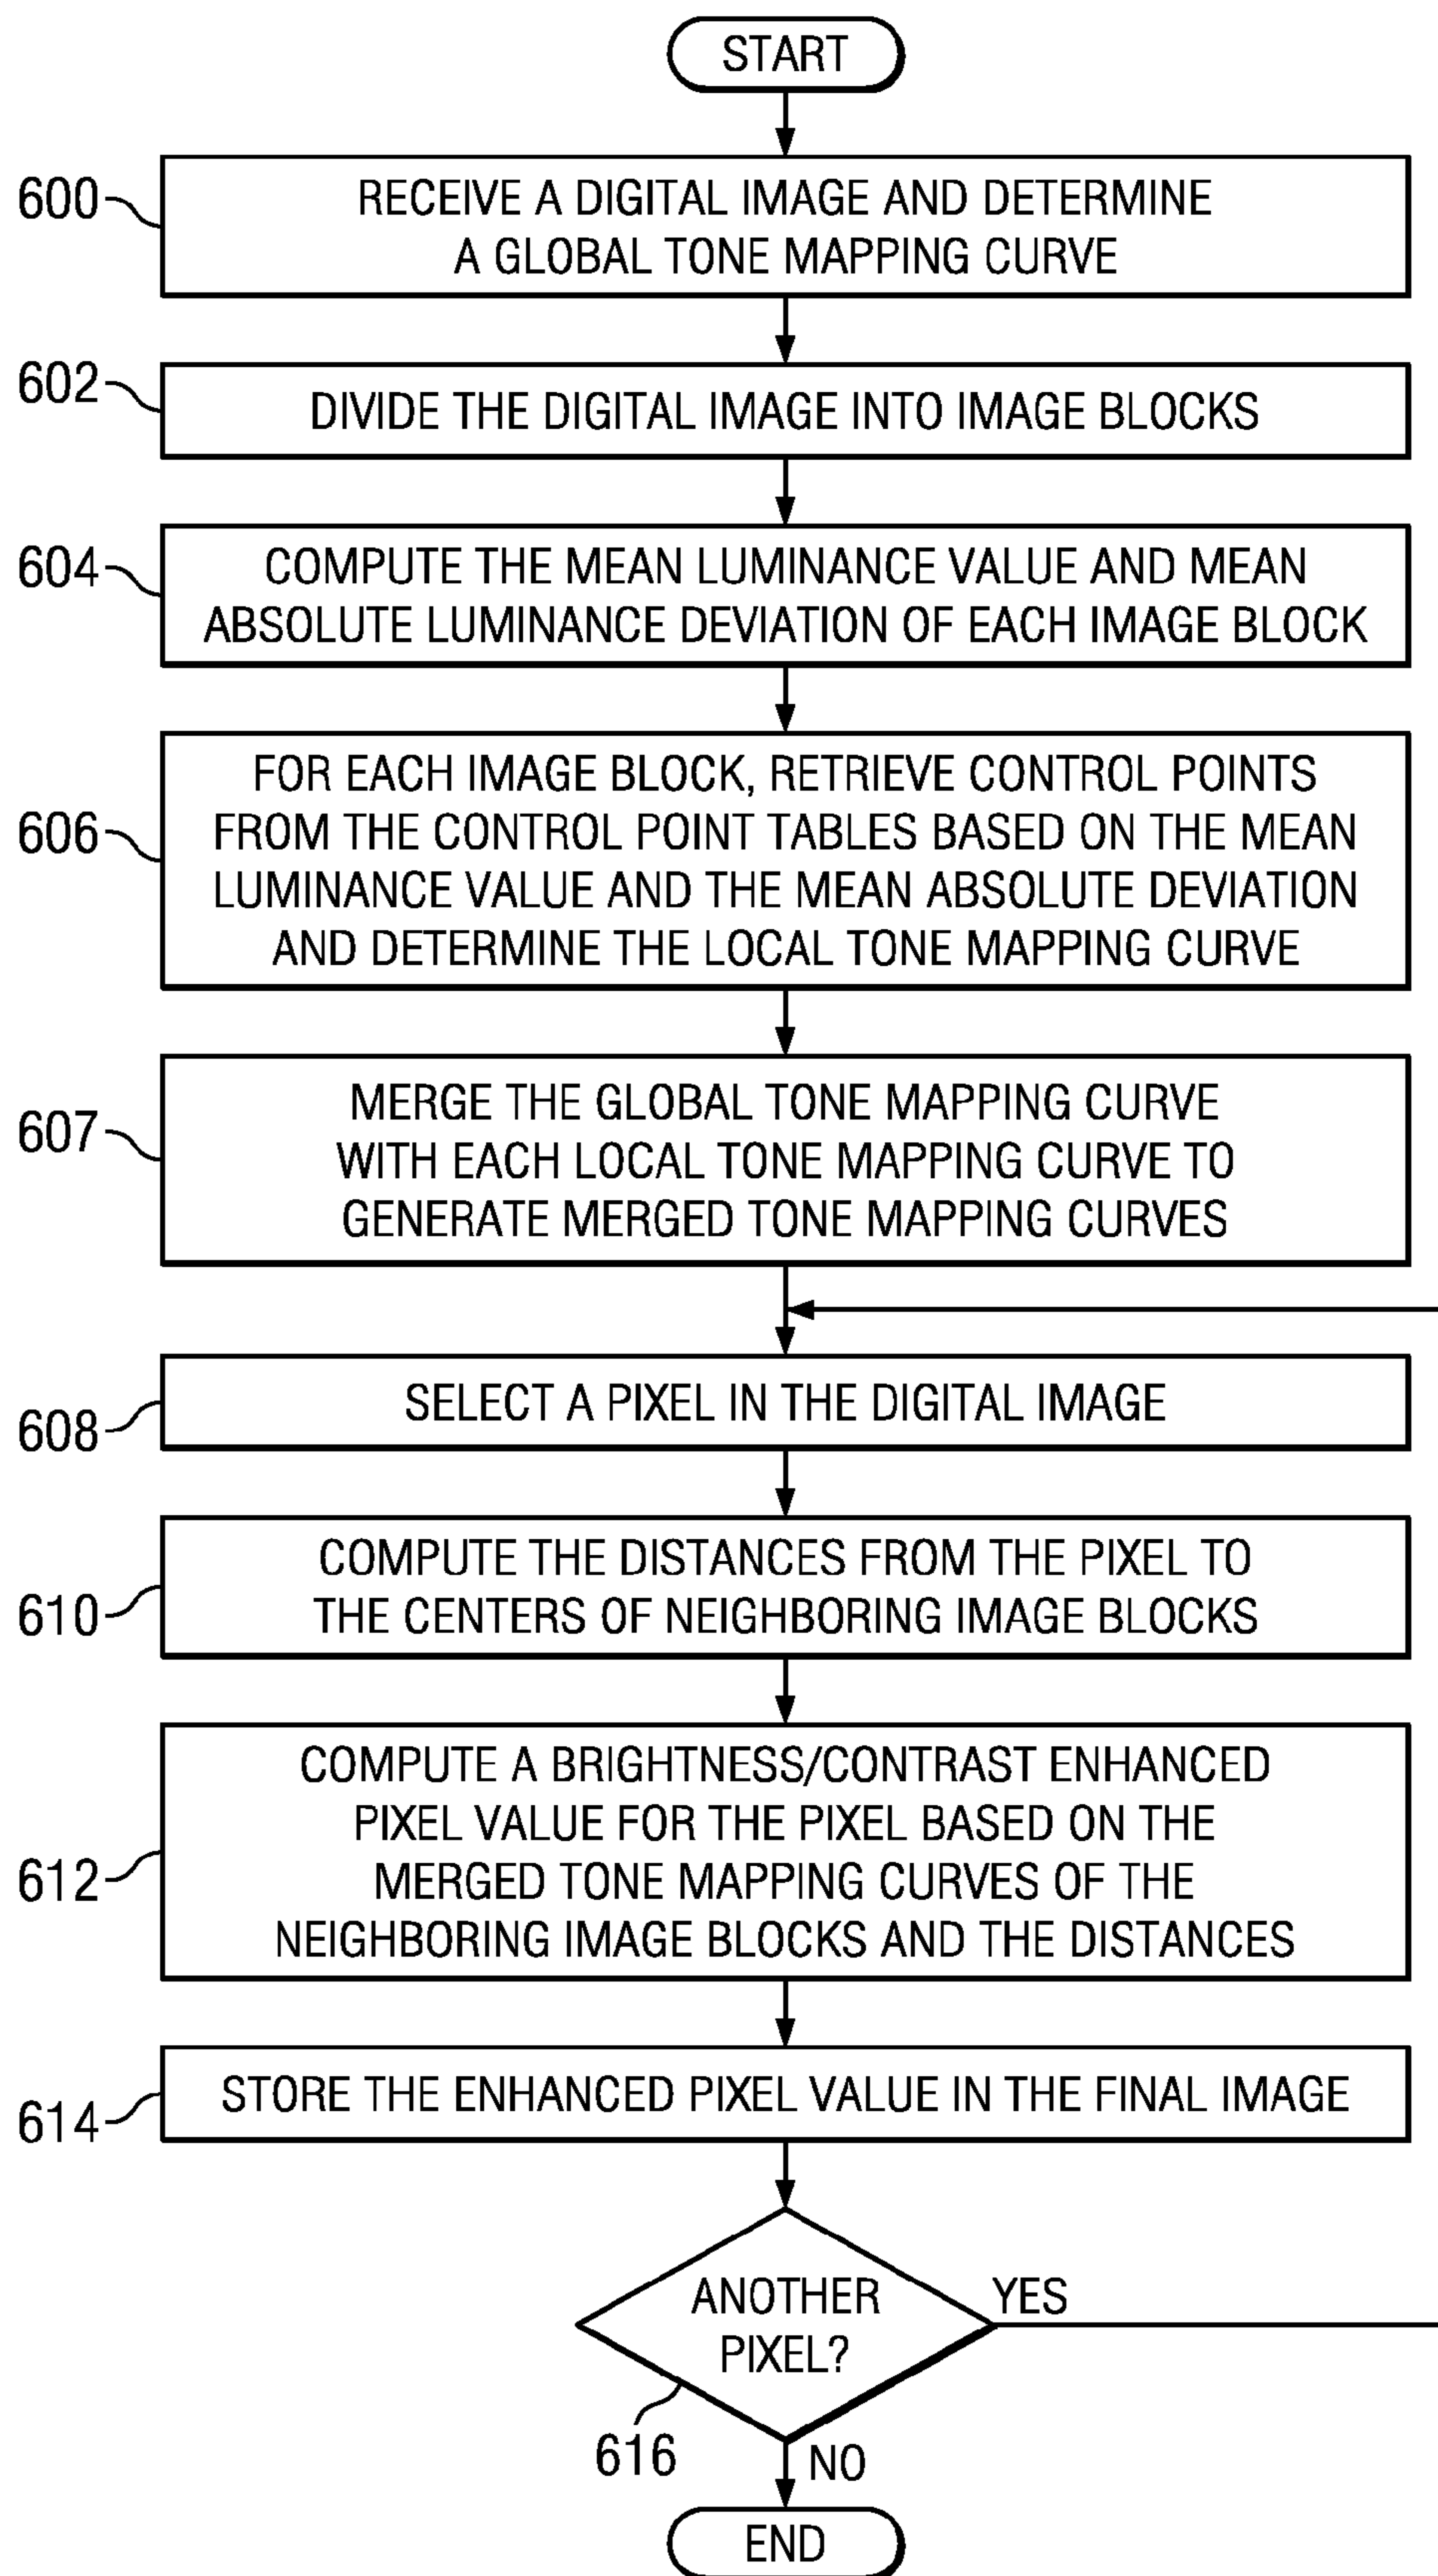 START
600
RECEIVE A DIGITAL IMAGE AND DETERMINE
A GLOBAL TONE MAPPING CURVE
602
DIVIDE THE DIGITAL IMAGE INTO IMAGE BLOCKS
604
COMPUTE THE MEAN LUMINANCE VALUE AND MEAN
ABSOLUTE LUMINANCE DEVIATION OF EACH IMAGE BLOCK
606
FOR EACH IMAGE BLOCK, RETRIEVE CONTROL POINTS
FROM THE CONTROL POINT TABLES BASED ON THE MEAN
LUMINANCE VALUE AND THE MEAN ABSOLUTE DEVIATION
AND DETERMINE THE LOCAL TONE MAPPING CURVE
607
MERGE THE GLOBAL TONE MAPPING CURVE
WITH EACH LOCAL TONE MAPPING CURVE TO
GENERATE MERGED TONE MAPPING CURVES
608
SELECT A PIXEL IN THE DIGITAL IMAGE
610
COMPUTE THE DISTANCES FROM THE PIXEL TO
THE CENTERS OF NEIGHBORING IMAGE BLOCKS
612
COMPUTE A BRIGHTNESS/CONTRAST ENHANCED
PIXEL VALUE FOR THE PIXEL BASED ON THE
MERGED TONE MAPPING CURVES OF THE
NEIGHBORING IMAGE BLOCKS AND THE DISTANCES
614
STORE THE ENHANCED PIXEL VALUE IN THE FINAL IMAGE
ANOTHER
PIXEL?
YES
616
NO
END